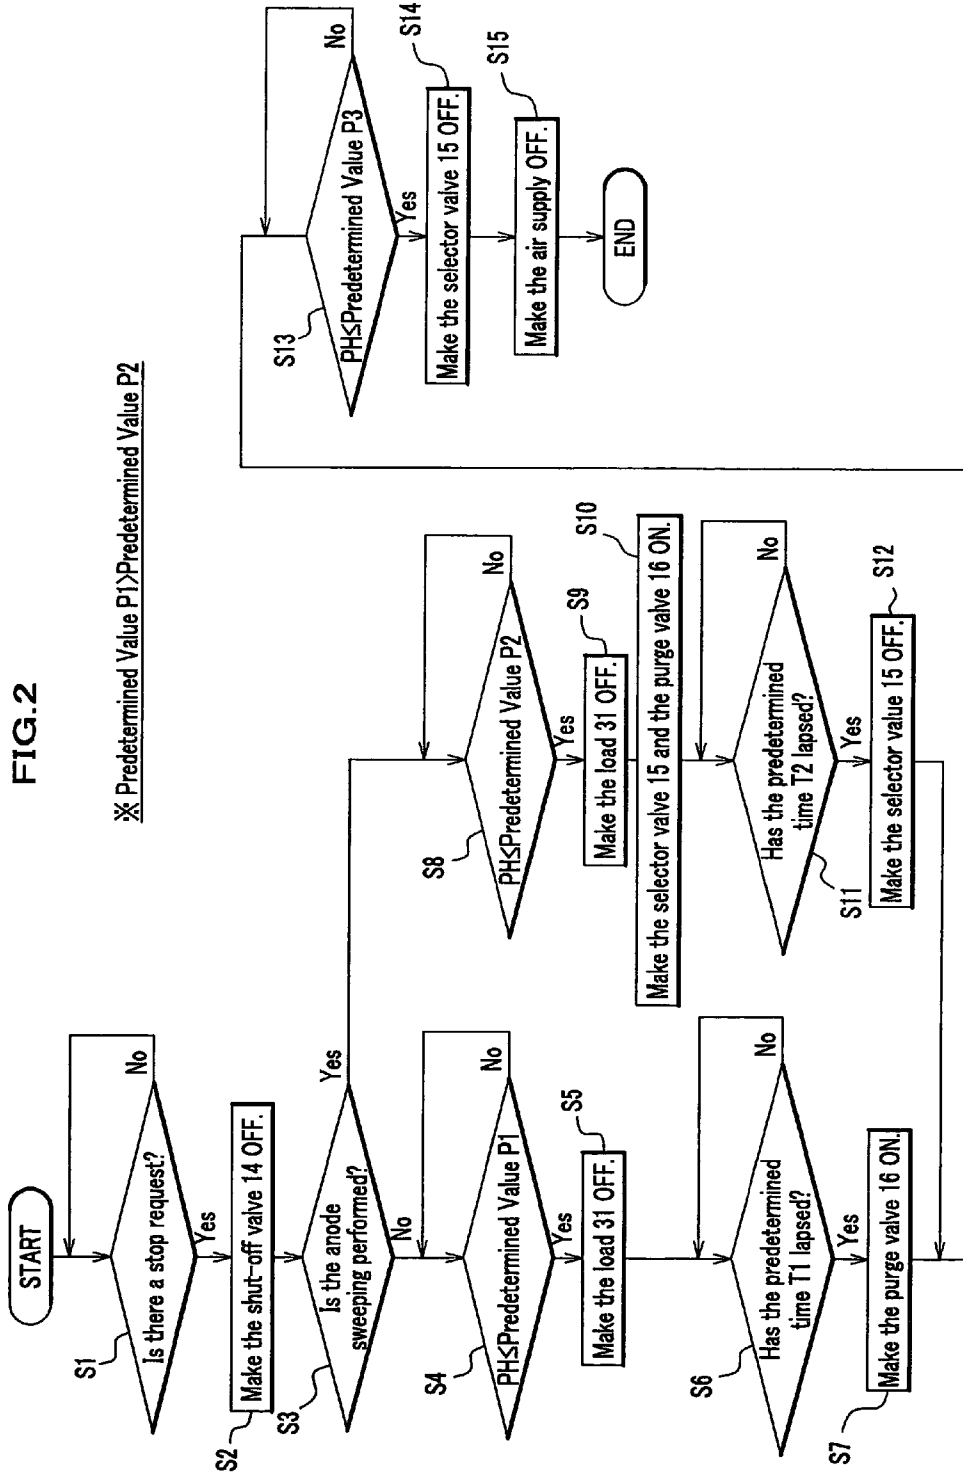 FIG.2
※ Predetermined Value P1>Predetermined Value P2
START
S1
Is there a stop request?
No
Yes
S2
Make the shut-off valve 14 OFF.
S3
Is the anode
sweeping performed?
Yes
No
S4
PH≤Predetermined Value P1
No
Yes
S5
Make the load 31 OFF.
S6
Has the predetermined
time T1 lapsed?
No
Yes
S7
Make the purge valve 16 ON.
S8
PH≤Predetermined Value P2
No
Yes
S9
Make the load 31 OFF.
S10
Make the selector valve 15 and the purge valve 16 ON.
S11
Has the predetermined
time T2 lapsed?
No
Yes
S12
Make the selector value 15 OFF.
S13
PH≤Predetermined Value P3
No
Yes
S14
Make the selector valve 15 OFF.
S15
Make the air supply OFF.
END